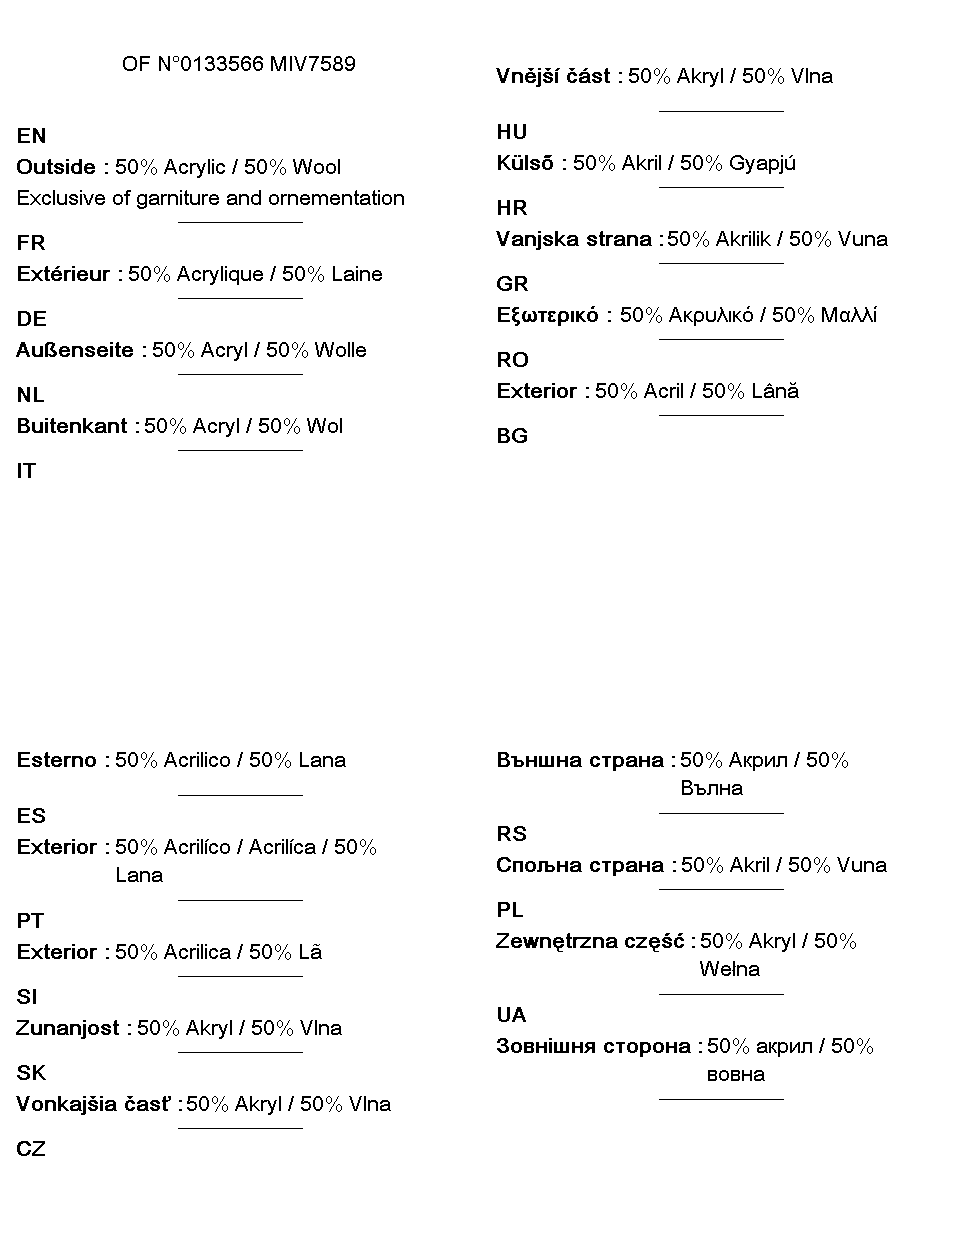 OF N°0133566 MIV7589
EN
Outside : 50% Acrylic / 50% Wool
Exclusive of garniture and ornementation
FR
Extérieur : 50% Acrylique / 50% Laine
DE
Außenseite : 50% Acryl / 50% Wolle
NL
Buitenkant : 50% Acryl / 50% Wol
IT
Esterno : 50% Acrilico / 50% Lana
ES
Exterior : 50% Acrilíco / Acrilíca / 50%
Lana
PT
Exterior : 50% Acrilica / 50% Lã
SI
Zunanjost : 50% Akryl / 50% Vlna
SK
Vonkajšia časť : 50% Akryl / 50% Vlna
CZ
Vnější část : 50% Akryl / 50% Vlna
HU
Külsõ : 50% Akril / 50% Gyapjú
HR
Vanjska strana : 50% Akrilik / 50% Vuna
GR
Εξωτερικό : 50% Ακρυλικό / 50% Μαλλί
RO
Exterior : 50% Acril / 50% Lână
BG
Външна страна : 50% Акрил / 50%
Вълна
RS
Спољна страна : 50% Akril / 50% Vuna
PL
Zewnętrzna część : 50% Akryl / 50%
Welna
UA
Зовнішня сторона : 50% акрил / 50%
вовна